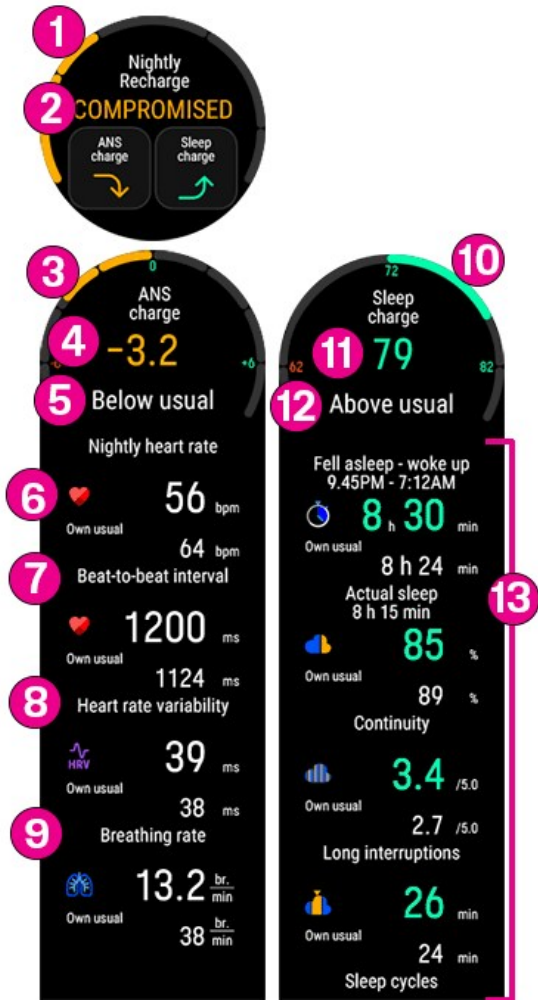 1
Nightly
Recharge
2
COMPROMISED
ANS
charge
Sleep
charge
3
0
ANS
charge
4
-3.2
+6
5
Below usual
Nightly heart rate
6
56 bpm
Own usual
64 bpm
7
Beat-to-beat interval
1200 ms
Own usual
1124 ms
8
Heart rate variability
HRV
39 ms
Own usual
38 ms
9
Breathing rate
13.2 br.
min
Own usual
38 br.
min
10
72
Sleep
charge
11
79
62
82
12
Above usual
13
Fell asleep - woke up
9.45PM - 7:12AM
8 h 30 min
Own usual
8 h 24 min
Actual sleep
8 h 15 min
85 %
Own usual
89 %
Continuity
3.4 /5.0
Own usual
2.7 /5.0
Long interruptions
26 min
Own usual
24 min
Sleep cycles